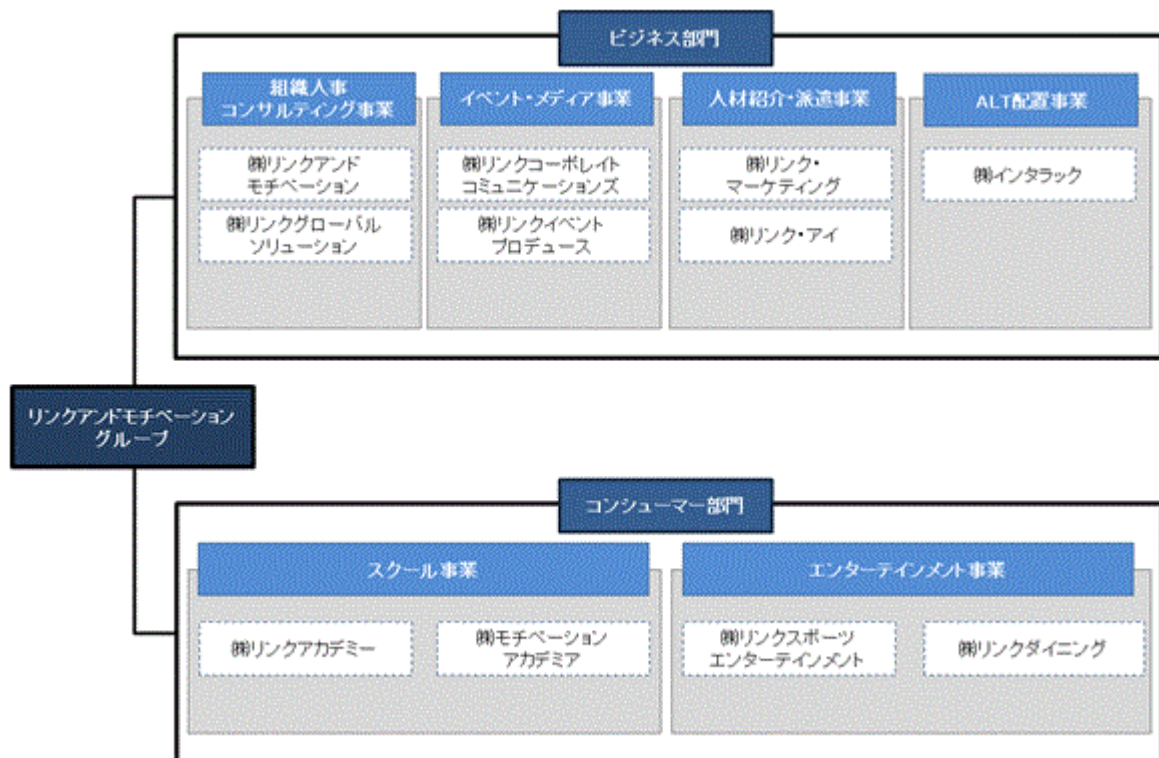 ビジネス部門
組織人事
コンサルティング事業
イベント・メディア事業
人材紹介・派遣事業
ALT配置事業
㈱リンクアンド
モチベーション
㈱リンクグローバル
ソリューション
㈱リンクコーポレイト
コミュニケーションズ
㈱リンクイベント
プロデュース
㈱リンク・
マーケティング
㈱リンク・アイ
㈱インタラック
リンクアンドモチベーション
グループ
コンシューマー部門
スクール事業
エンターテインメント事業
㈱リンクアカデミー
㈱モチベーション
アカデミア
㈱リンクスポーツ
エンターテインメント
㈱リンクダイニング